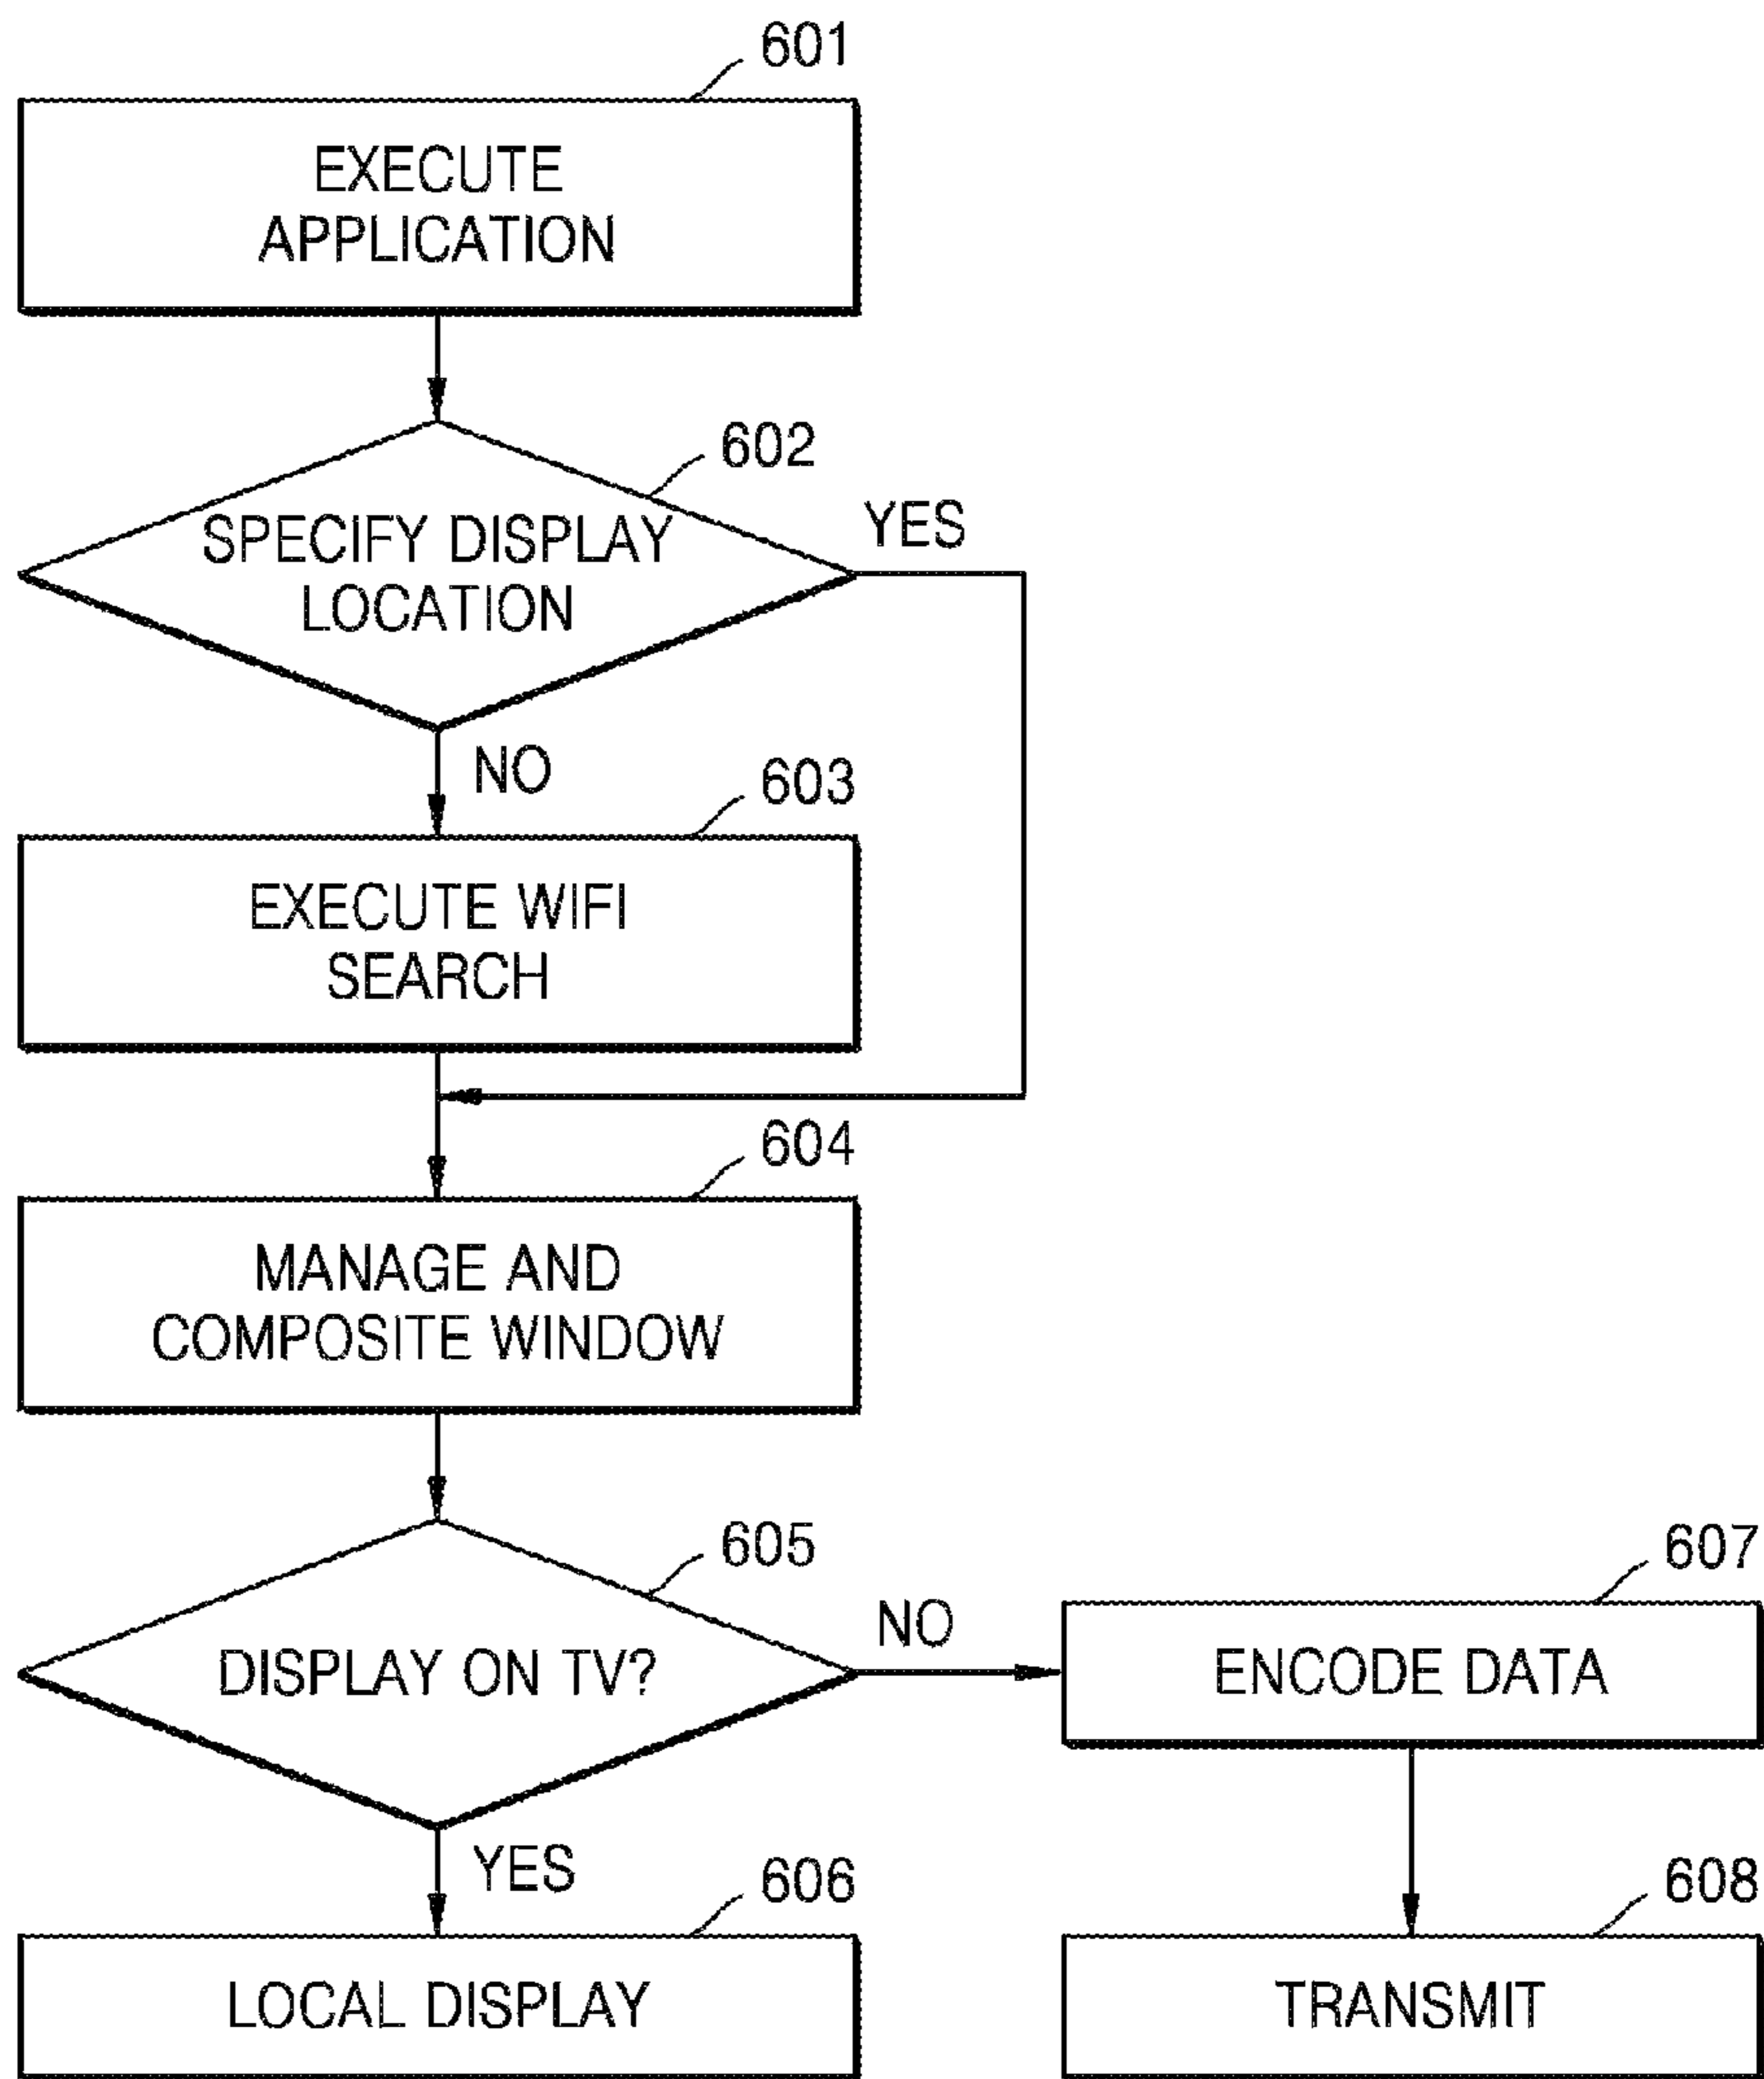 601
EXECUTE
APPLICATION
602
SPECIFY DISPLAY
LOCATION
YES
NO
603
EXECUTE WIFI
SEARCH
604
MANAGE AND
COMPOSITE WINDOW
605
DISPLAY ON TV?
NO
607
ENCODE DATA
YES
606
LOCAL DISPLAY
608
TRANSMIT